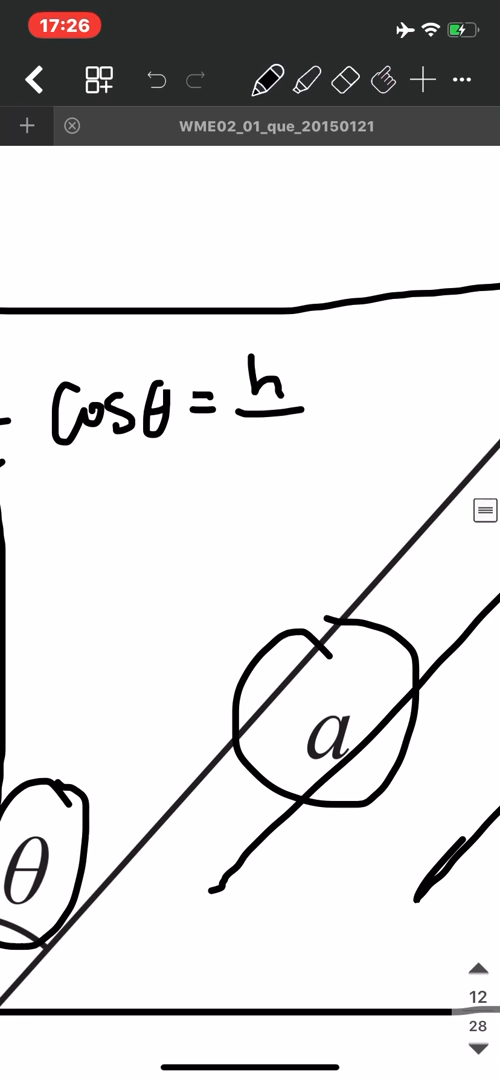 17:26
WME02_01_que_20150121
cosθ = h
a
θ
12
28